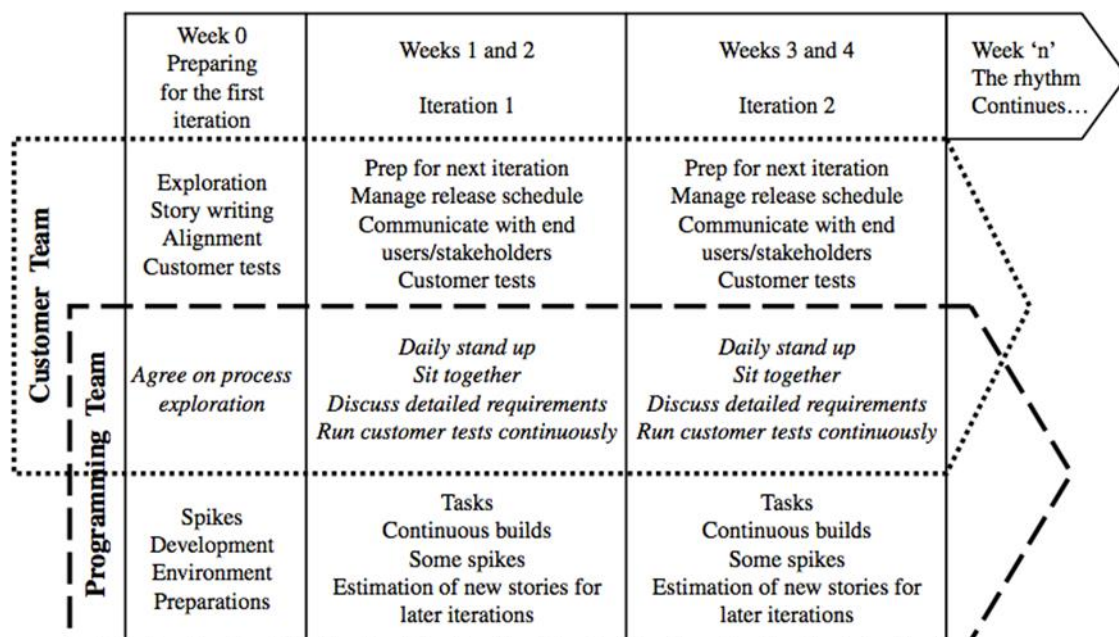 Week 0
Preparing
for the first
iteration
Weeks 1 and 2
Iteration 1
Weeks 3 and 4
Iteration 2
Week ‘n’
The rhythm
Continues…
Customer Team
Exploration
Story writing
Alignment
Customer tests
Prep for next iteration
Manage release schedule
Communicate with end
users/stakeholders
Customer tests
Prep for next iteration
Manage release schedule
Communicate with end
users/stakeholders
Customer tests
Programming Team
Agree on process
exploration
Daily stand up
Sit together
Discuss detailed requirements
Run customer tests continuously
Daily stand up
Sit together
Discuss detailed requirements
Run customer tests continuously
Spikes
Development
Environment
Preparations
Tasks
Continuous builds
Some spikes
Estimation of new stories for
later iterations
Tasks
Continuous builds
Some spikes
Estimation of new stories for
later iterations